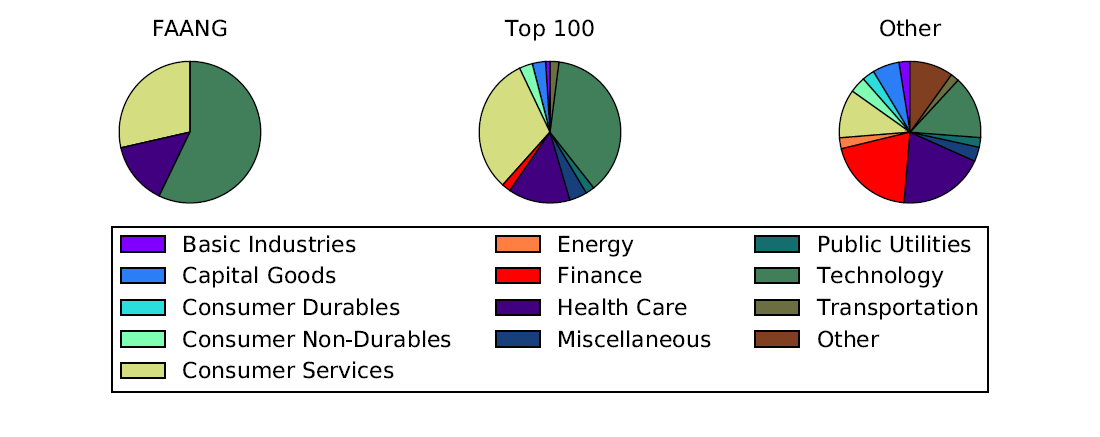 FAANG
Top 100
Other
Basic Industries
Capital Goods
Consumer Durables
Consumer Non-Durables
Consumer Services
Energy
Finance
Health Care
Miscellaneous
Public Utilities
Technology
Transportation
Other